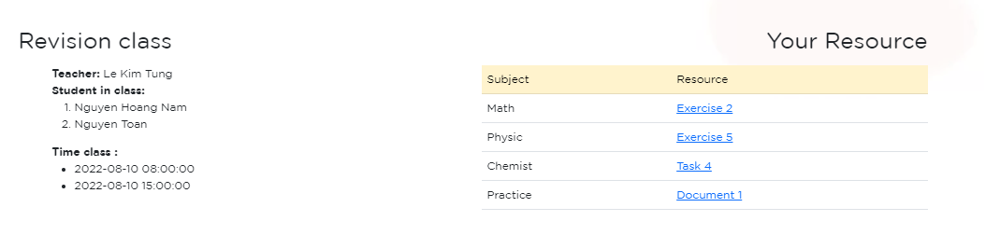 Revision class
Teacher: Le Kim Tung
Student in class:
1. Nguyen Hoang Nam
2. Nguyen Toan
Time class :
• 2022-08-10 08:00:00
• 2022-08-10 15:00:00
Your Resource
Subject Resource
Math Exercise 2
Physic Exercise 5
Chemist Task 4
Practice Document 1